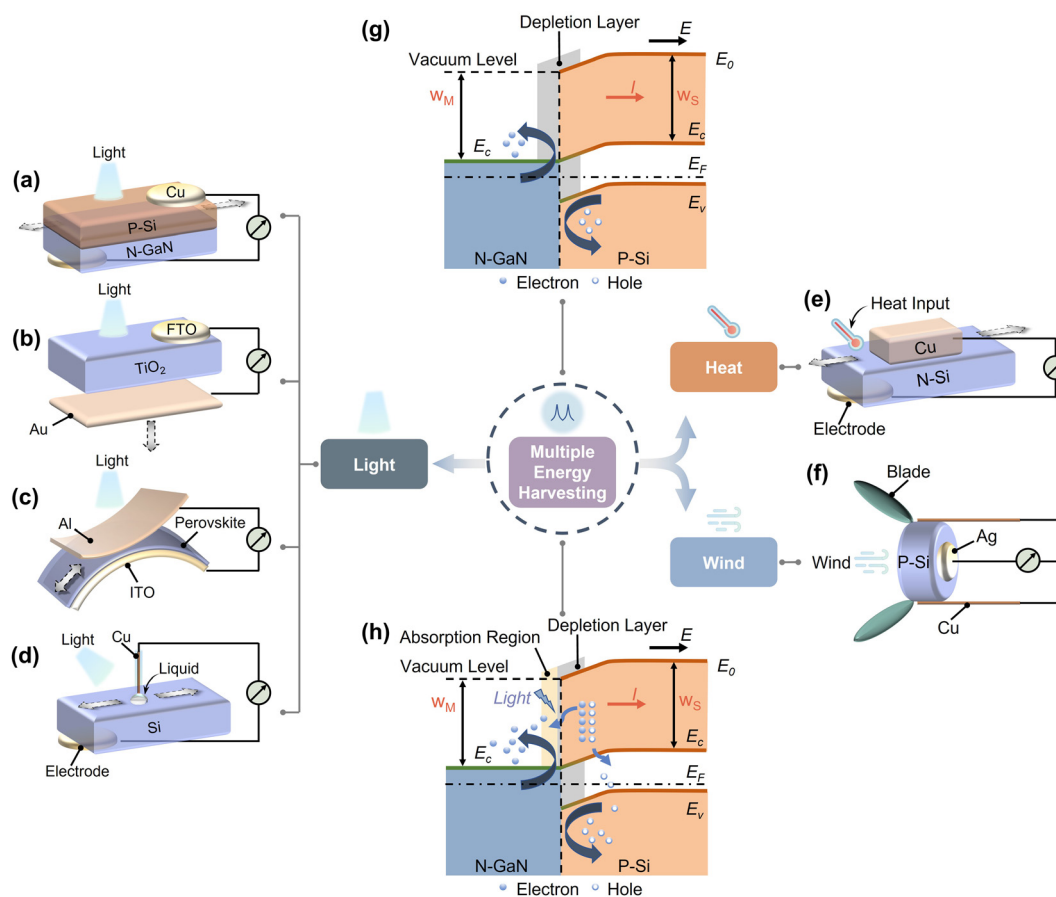 (g)
Depletion Layer
E
Vacuum Level
E0
WM
I
WS
Ec
Ec
EF
Ev
N-GaN
P-Si
Electron
Hole
(a)
Light
Cu
P-Si
N-GaN
(b)
Light
FTO
TiO2
Au
(c)
Light
Al
Perovskite
ITO
(d)
Light
Cu
Liquid
Si
Electrode
Light
Multiple
Energy
Harvesting
Heat
Wind
(e)
Heat Input
Cu
N-Si
Electrode
(f)
Blade
Ag
Wind
P-Si
Cu
(h)
Absorption Region
Depletion Layer
E
Vacuum Level
E0
Light
WM
I
WS
Ec
Ec
EF
Ev
N-GaN
P-Si
Electron
Hole